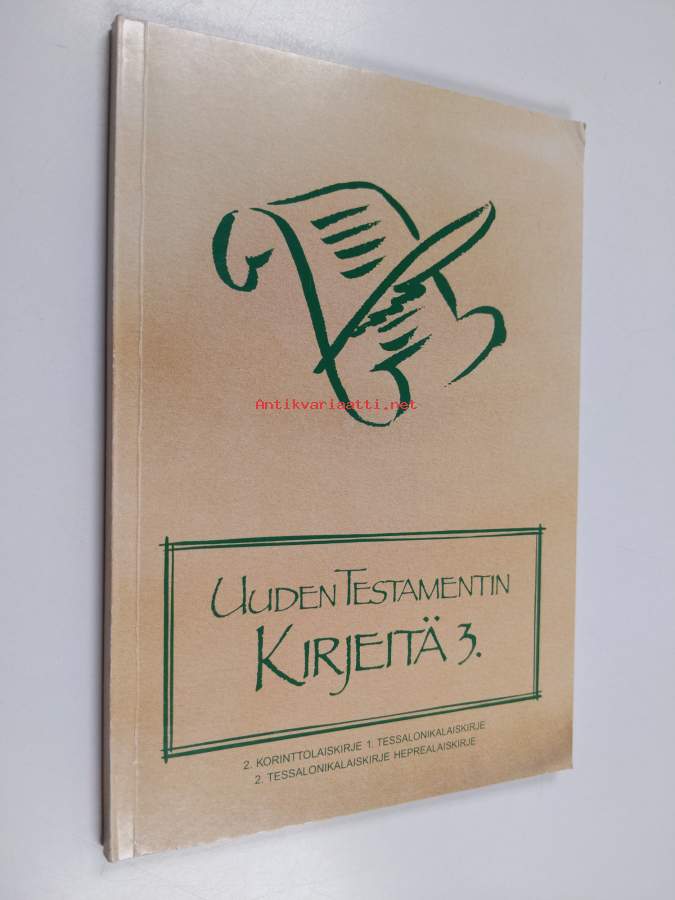 Antikvariaatti.net
UUDEN TESTAMENTIN
KIRJEITÄ 3.
2. KORINTTOLAISKIRJE 1. TESSALONIKALAISKIRJE
2. TESSALONIKALAISKIRJE HEPREALAISKIRJE